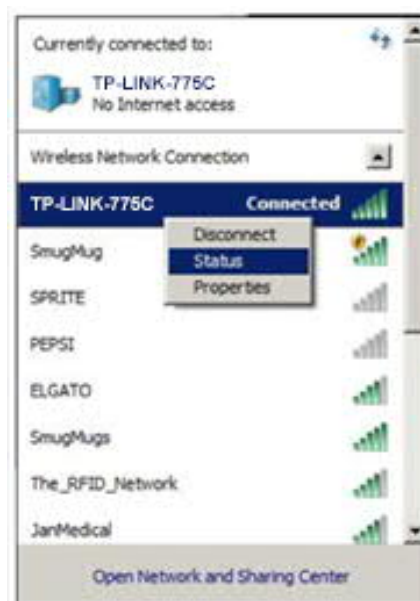 Currently connected to:
TP-LINK-775C
No Internet access
Wireless Network Connection
TP-LINK-775C Connected
Disconnect
SmugMug
Status
SPRITE
Properties
PEPSI
ELGATO
SmugMugs
The_RFID_Network
JanMedical
Open Network and Sharing Center